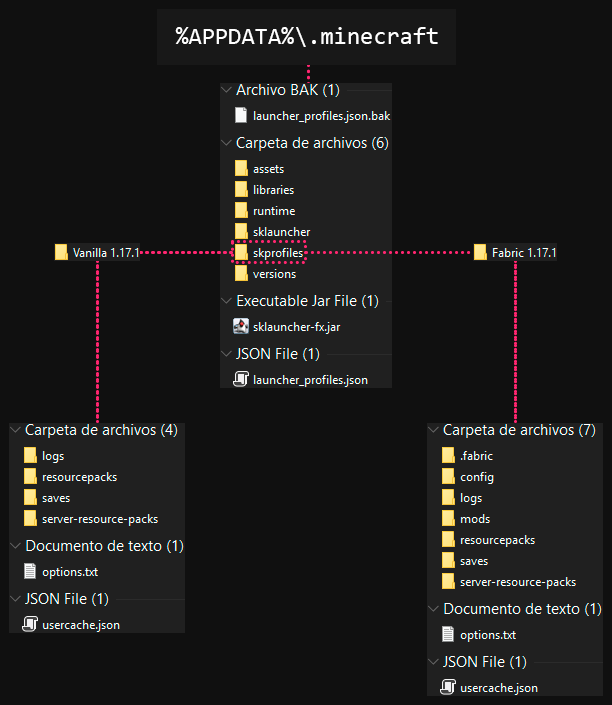 %APPDATA%\.minecraft
Archivo BAK (1)
launcher_profiles.json.bak
Carpeta de archivos (6)
assets
libraries
runtime
sklauncher
skprofiles
versions
Executable Jar File (1)
sklauncher-fx.jar
JSON File (1)
launcher_profiles.json
Vanilla 1.17.1
Carpeta de archivos (4)
logs
resourcepacks
saves
server-resource-packs
Documento de texto (1)
options.txt
JSON File (1)
usercache.json
Fabric 1.17.1
Carpeta de archivos (7)
.fabric
config
logs
mods
resourcepacks
saves
server-resource-packs
Documento de texto (1)
options.txt
JSON File (1)
usercache.json